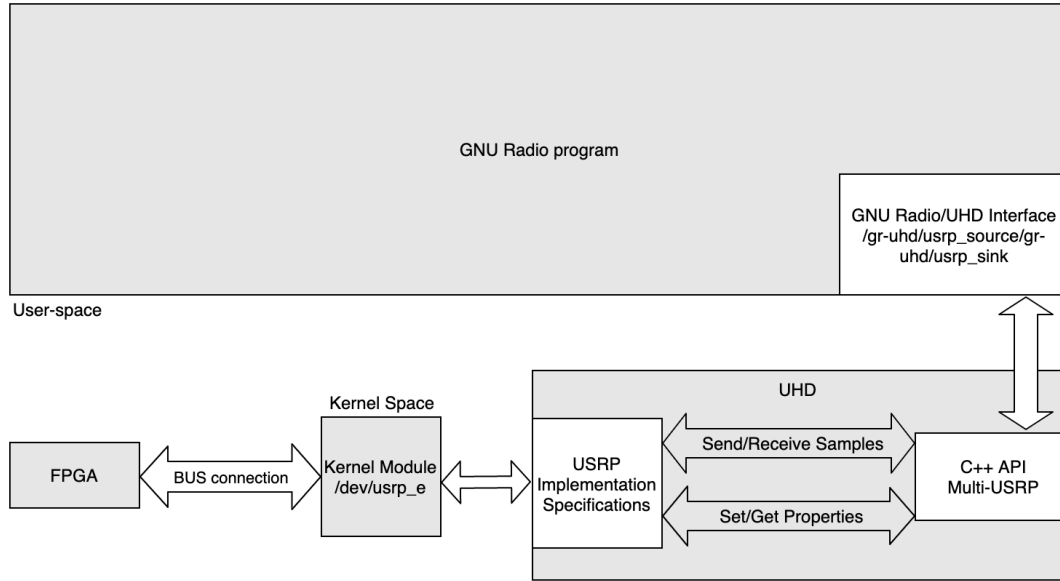 GNU Radio program
GNU Radio/UHD Interface
/gr-uhd/usrp_source/gr-
uhd/usrp_sink
User-space
UHD
Kernel Space
FPGA
BUS connection
Kernel Module
/dev/usrp_e
USRP
Implementation
Specifications
Send/Receive Samples
Set/Get Properties
C++ API
Multi-USRP